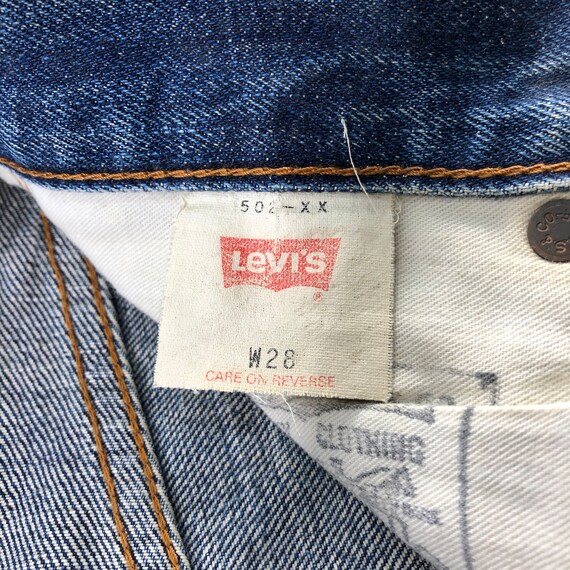 502-XX
LEVI'S
W28
CARE ON REVERSE
CLOTHING